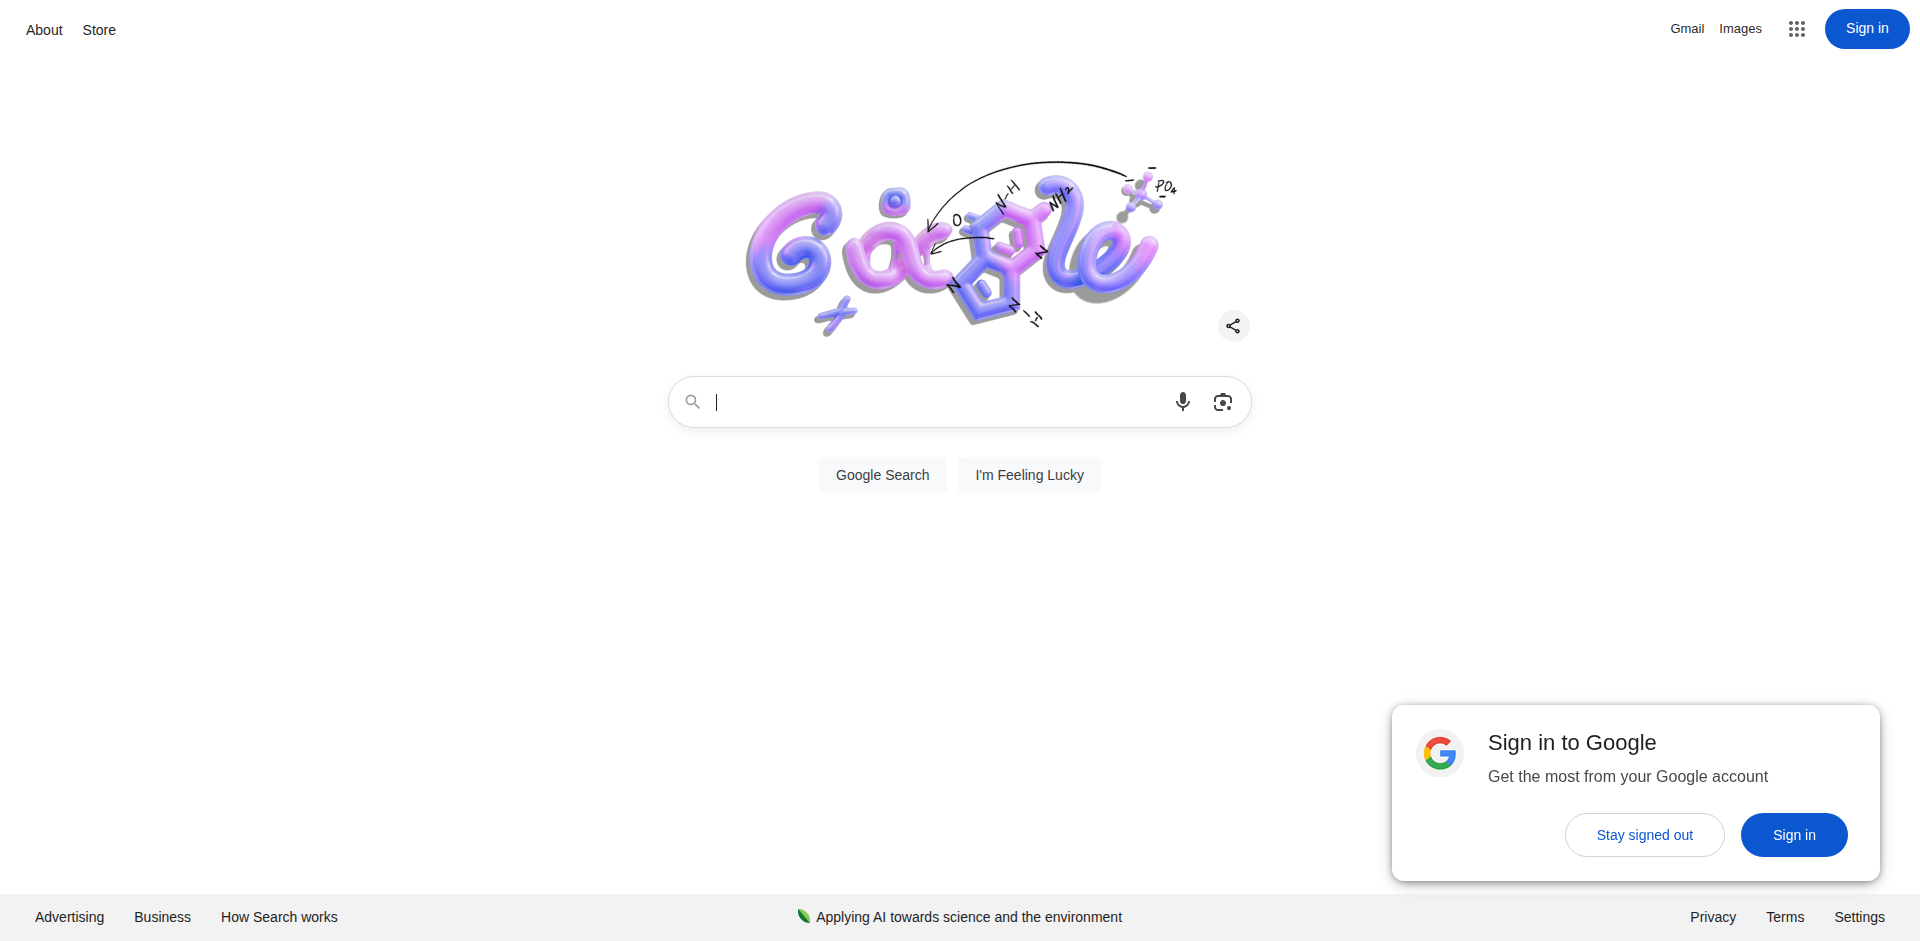 About Store
Gmail Images Sign in
PO₄
N-H
NH₂
O
N
N
N-H
Google Search I'm Feeling Lucky
Sign in to Google
Get the most from your Google account
Stay signed out Sign in
Advertising Business How Search works
Applying AI towards science and the environment
Privacy Terms Settings